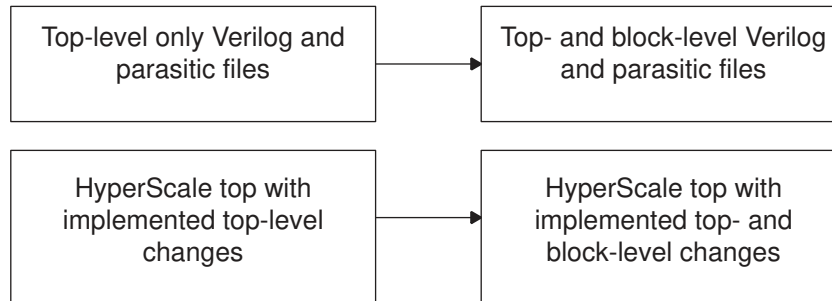 Top-level only Verilog and
parasitic files
Top- and block-level Verilog
and parasitic files
HyperScale top with
implemented top-level
changes
HyperScale top with
implemented top- and
block-level changes